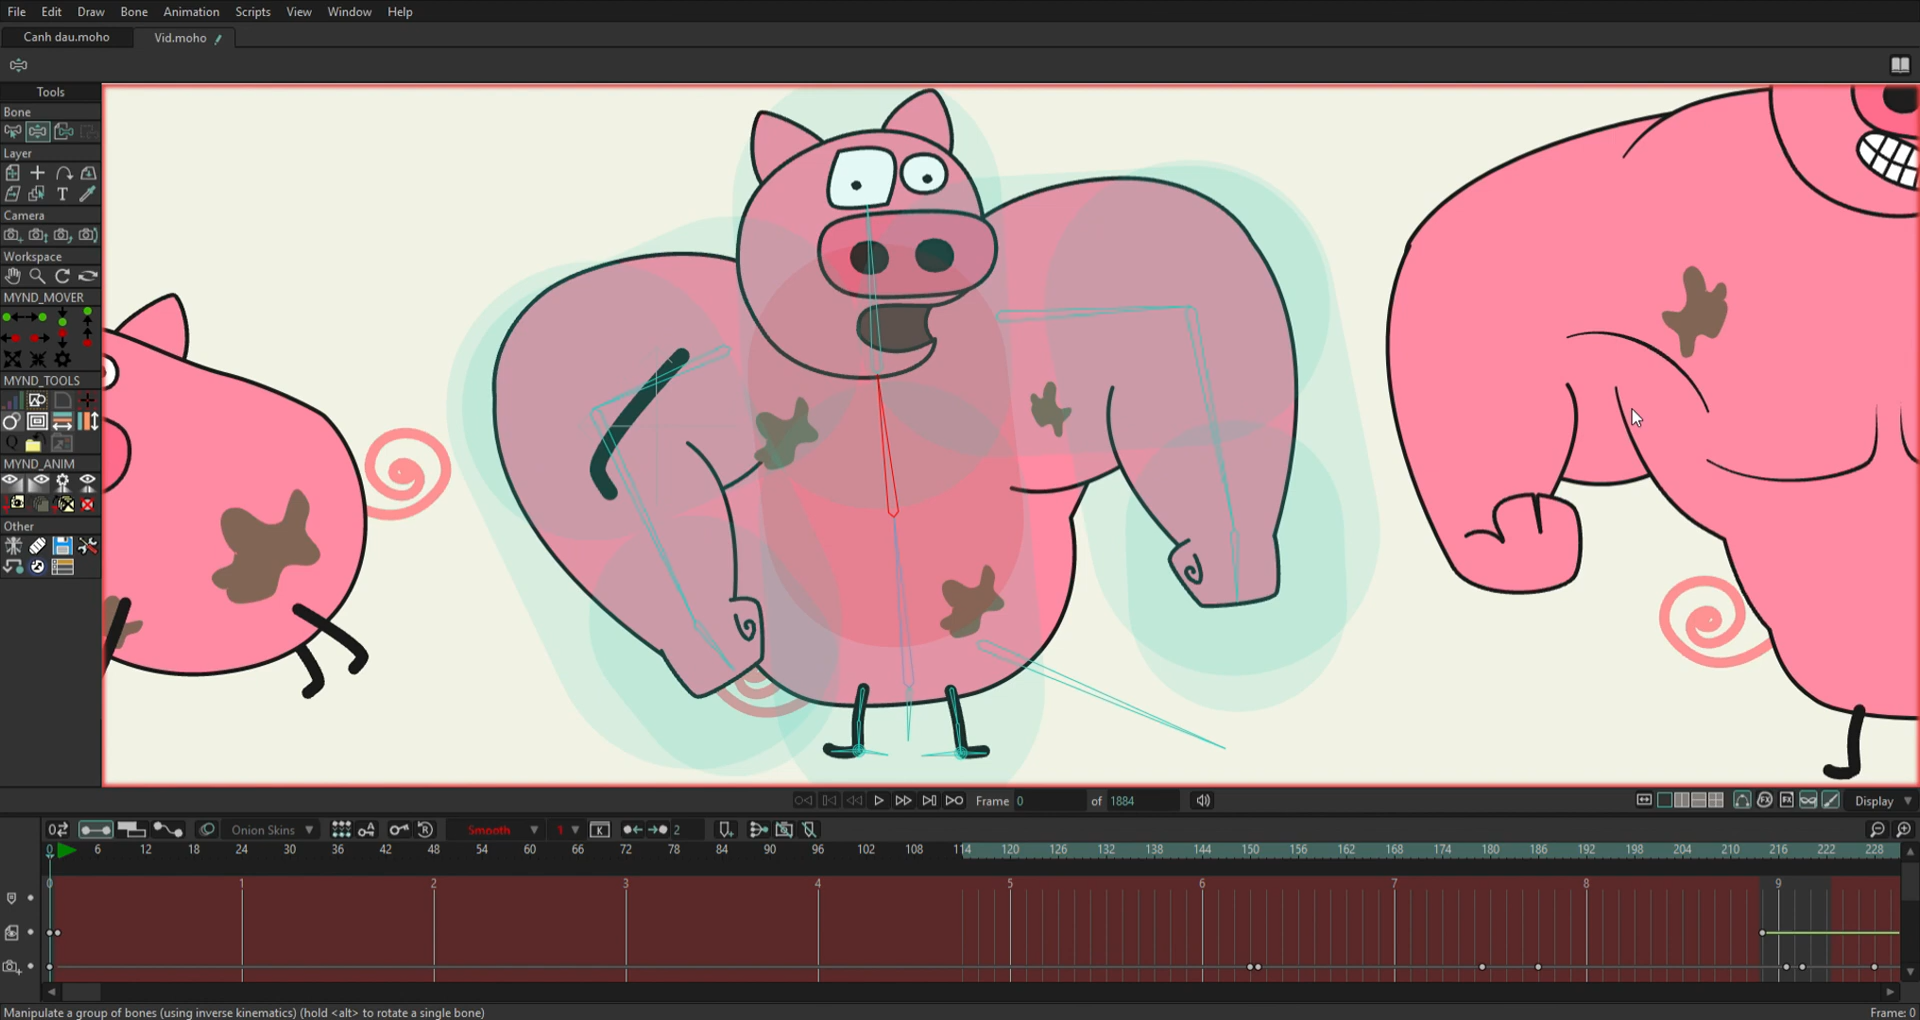 File Edit Draw Bone Animation Scripts View Window Help
Canh dau.moho Vid.moho
Tools
Bone
Layer
T
Camera
Workspace
MYND_MOVER
MYND_TOOLS
Q
MYND_ANIM
Other
Frame 0 of 1884 Display
Onion Skins Smooth 1 K 2
0 6 12 18 24 30 36 42 48 54 60 66 72 78 84 90 96 102 108 114 120 126 132 138 144 150 156 162 168 174 180 186 192 198 204 210 216 222 228
0 1 2 3 4 5 6 7 8 9
Manipulate a group of bones (using inverse kinematics) (hold <alt> to rotate a single bone) Frame: 0